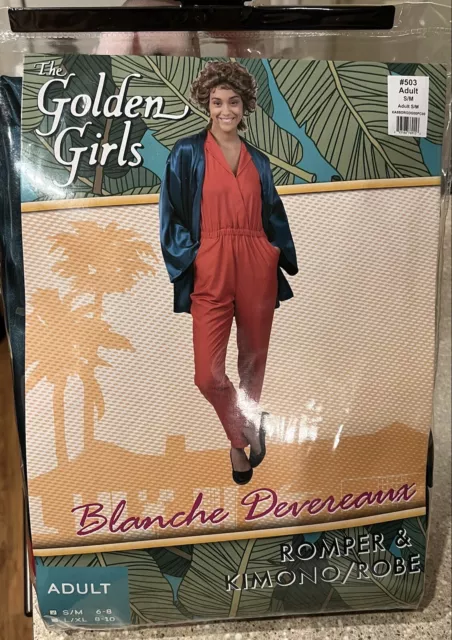 The
Golden
Girls
#503
Adult
S/M
Adult S/M
Blanche Devereaux
ROMPER &
KIMONO/ROBE
ADULT
S/M 6-8
L/XL 8-10